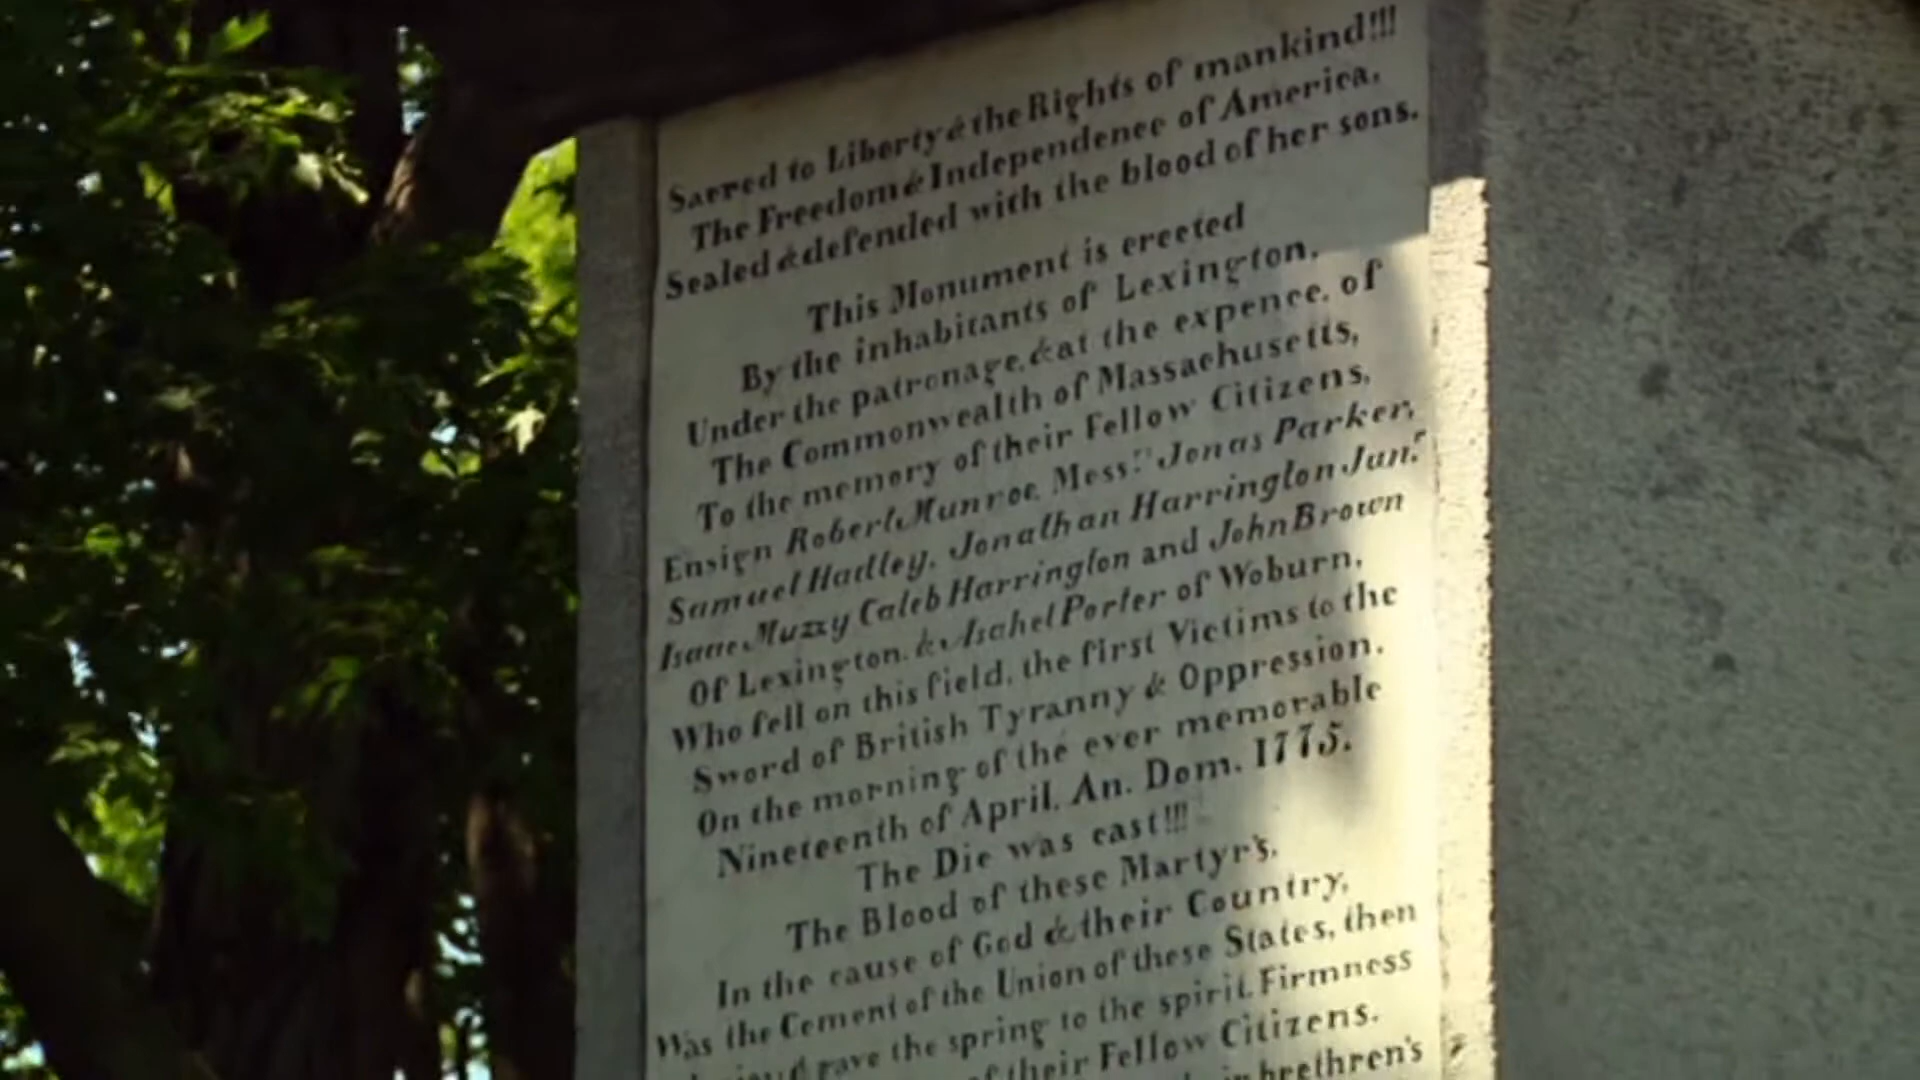 Sacred to Liberty & the Rights of mankind!!!
The Freedom & Independence of America,
Sealed & defended with the blood of her sons.
This Monument is erected
By the inhabitants of Lexington,
Under the patronage, & at the expence, of
The Commonwealth of Massachusetts,
To the memory of their Fellow Citizens,
Ensign Robert Munroe, Mess.rs Jonas Parker,
Samuel Hadley, Jonathan Harrington Jun.r
Isaac Muzzy Caleb Harrington and John Brown
Of Lexington, & Asahel Porter of Woburn,
Who fell on this field, the first Victims to the
Sword of British Tyranny & Oppression,
On the morning of the ever memorable
Nineteenth of April, An. Dom. 1775.
The Die was cast!!!
The Blood of these Martyr's,
In the cause of God & their Country,
Was the Cement of the Union of these States, then
gave the spring to the spirit, Firmness
of their Fellow Citizens.
brethren's